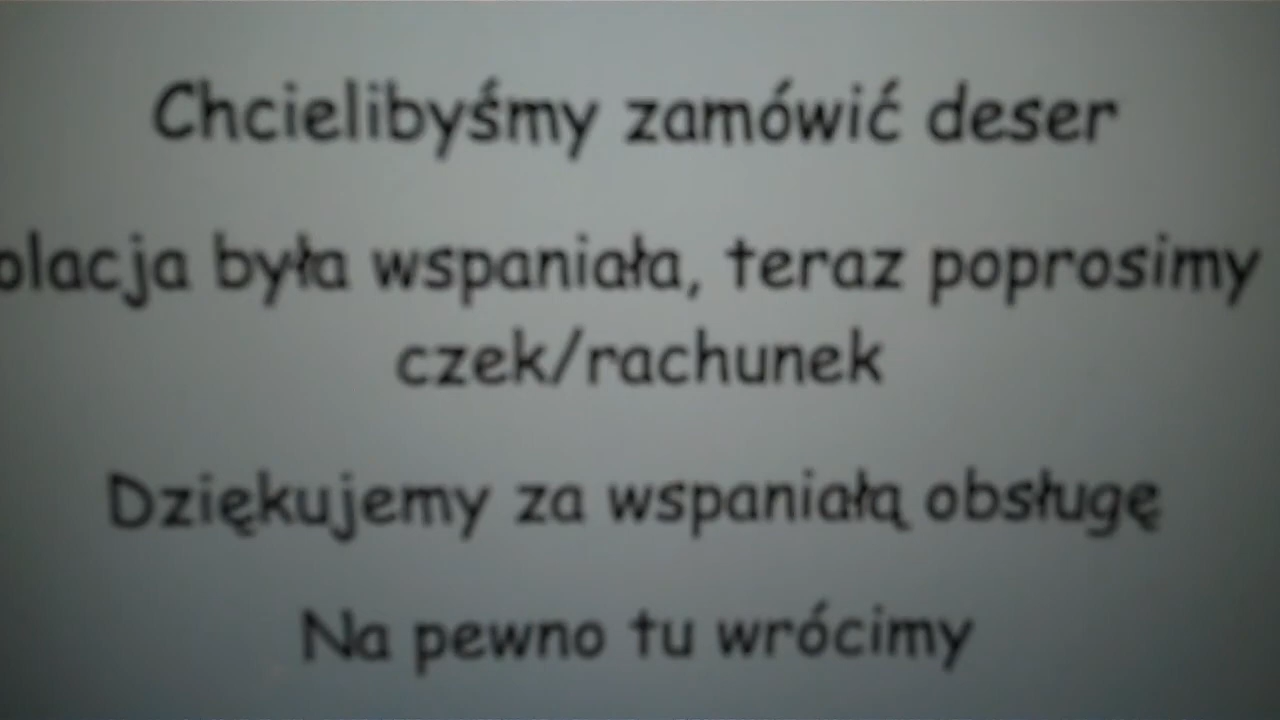 Chcielibyśmy zamówić deser
olacja była wspaniała, teraz poprosimy
czek/rachunek
Dziękujemy za wspaniałą obsługę
Na pewno tu wrócimy